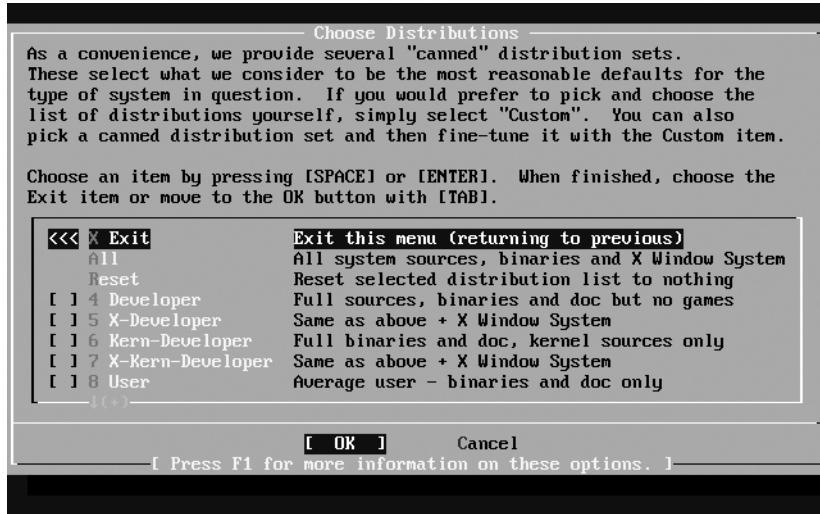 Choose Distributions
As a convenience, we provide several "canned" distribution sets.
These select what we consider to be the most reasonable defaults for the
type of system in question.  If you would prefer to pick and choose the
list of distributions yourself, simply select "Custom".  You can also
pick a canned distribution set and then fine-tune it with the Custom item.
Choose an item by pressing [SPACE] or [ENTER].  When finished, choose the
Exit item or move to the OK button with [TAB].
<<< X Exit Exit this menu (returning to previous)
All All system sources, binaries and X Window System
Reset Reset selected distribution list to nothing
[ ] 4 Developer Full sources, binaries and doc but no games
[ ] 5 X-Developer Same as above + X Window System
[ ] 6 Kern-Developer Full binaries and doc, kernel sources only
[ ] 7 X-Kern-Developer Same as above + X Window System
[ ] 8 User Average user - binaries and doc only
↓(+)
[ OK ] Cancel
[ Press F1 for more information on these options. ]